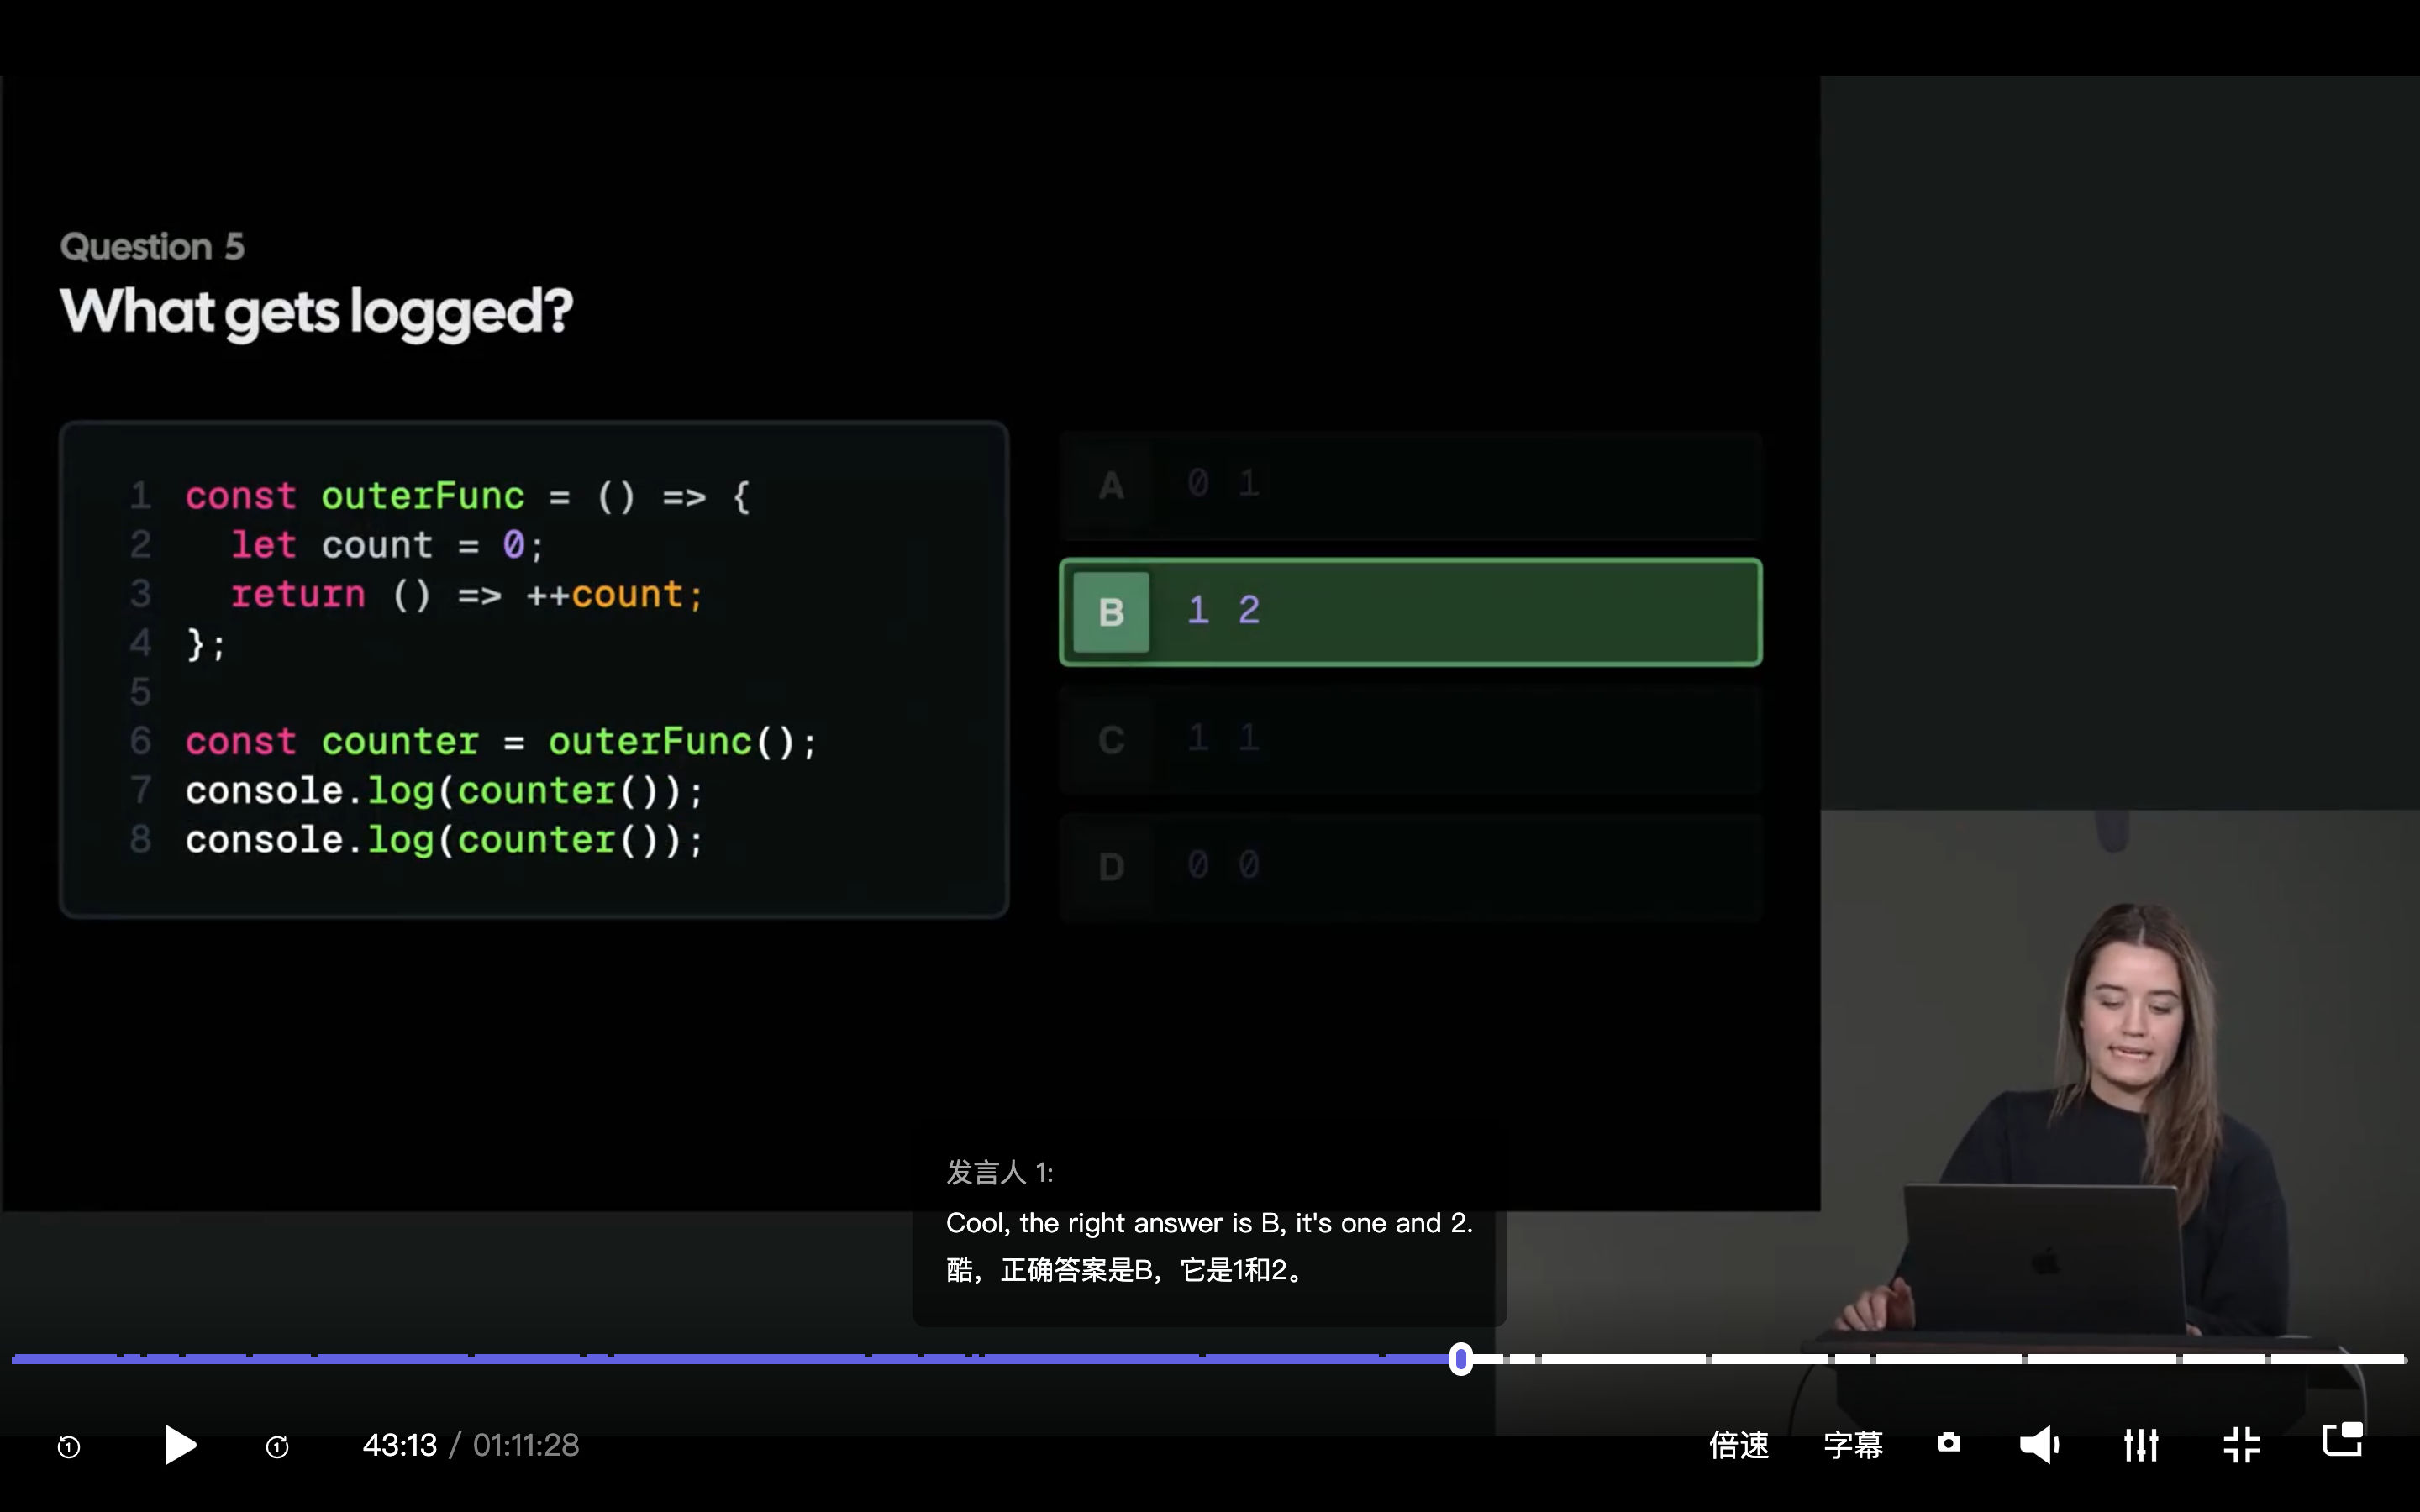 Question 5
What gets logged?
1 const outerFunc = () => {
2 let count = 0;
3 return () => ++count;
4 };
5
6 const counter = outerFunc();
7 console.log(counter());
8 console.log(counter());
A 0 1
B 1 2
C 1 1
D 0 0
发言人 1:
Cool, the right answer is B, it's one and 2.
酷，正确答案是B，它是1和2。
1
1
43:13 / 01:11:28
倍速
字幕